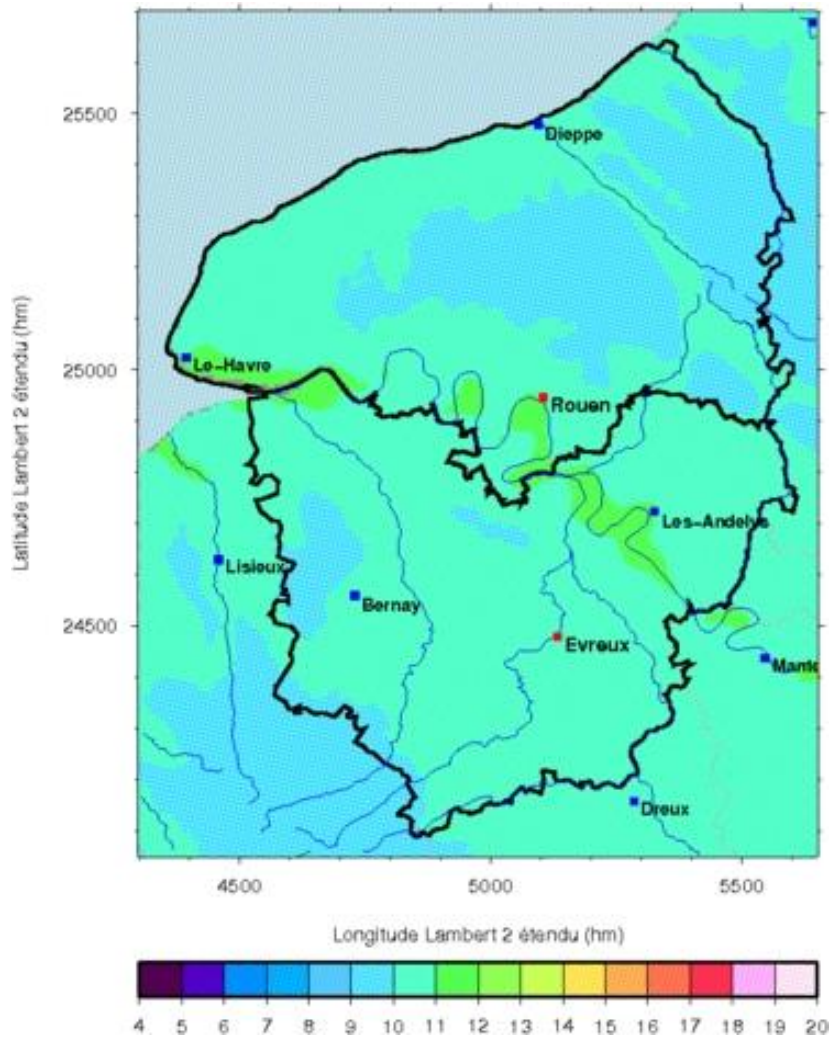 25500
Dieppe
Latitude Lambert 2 étendu (hm)
25000
Le-Havre
Rouen
Les-Andelys
Lisieux
Bernay
24500
Evreux
Mante
Dreux
4500 5000 5500
Longitude Lambert 2 étendu (hm)
4 5 6 7 8 9 10 11 12 13 14 15 16 17 18 19 20